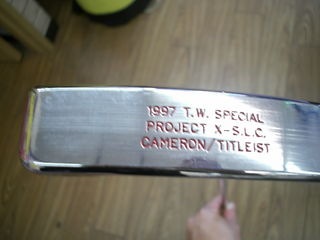 1997 T.W. SPECIAL
PROJECT X-S.L.C.
CAMERON/TITLEIST